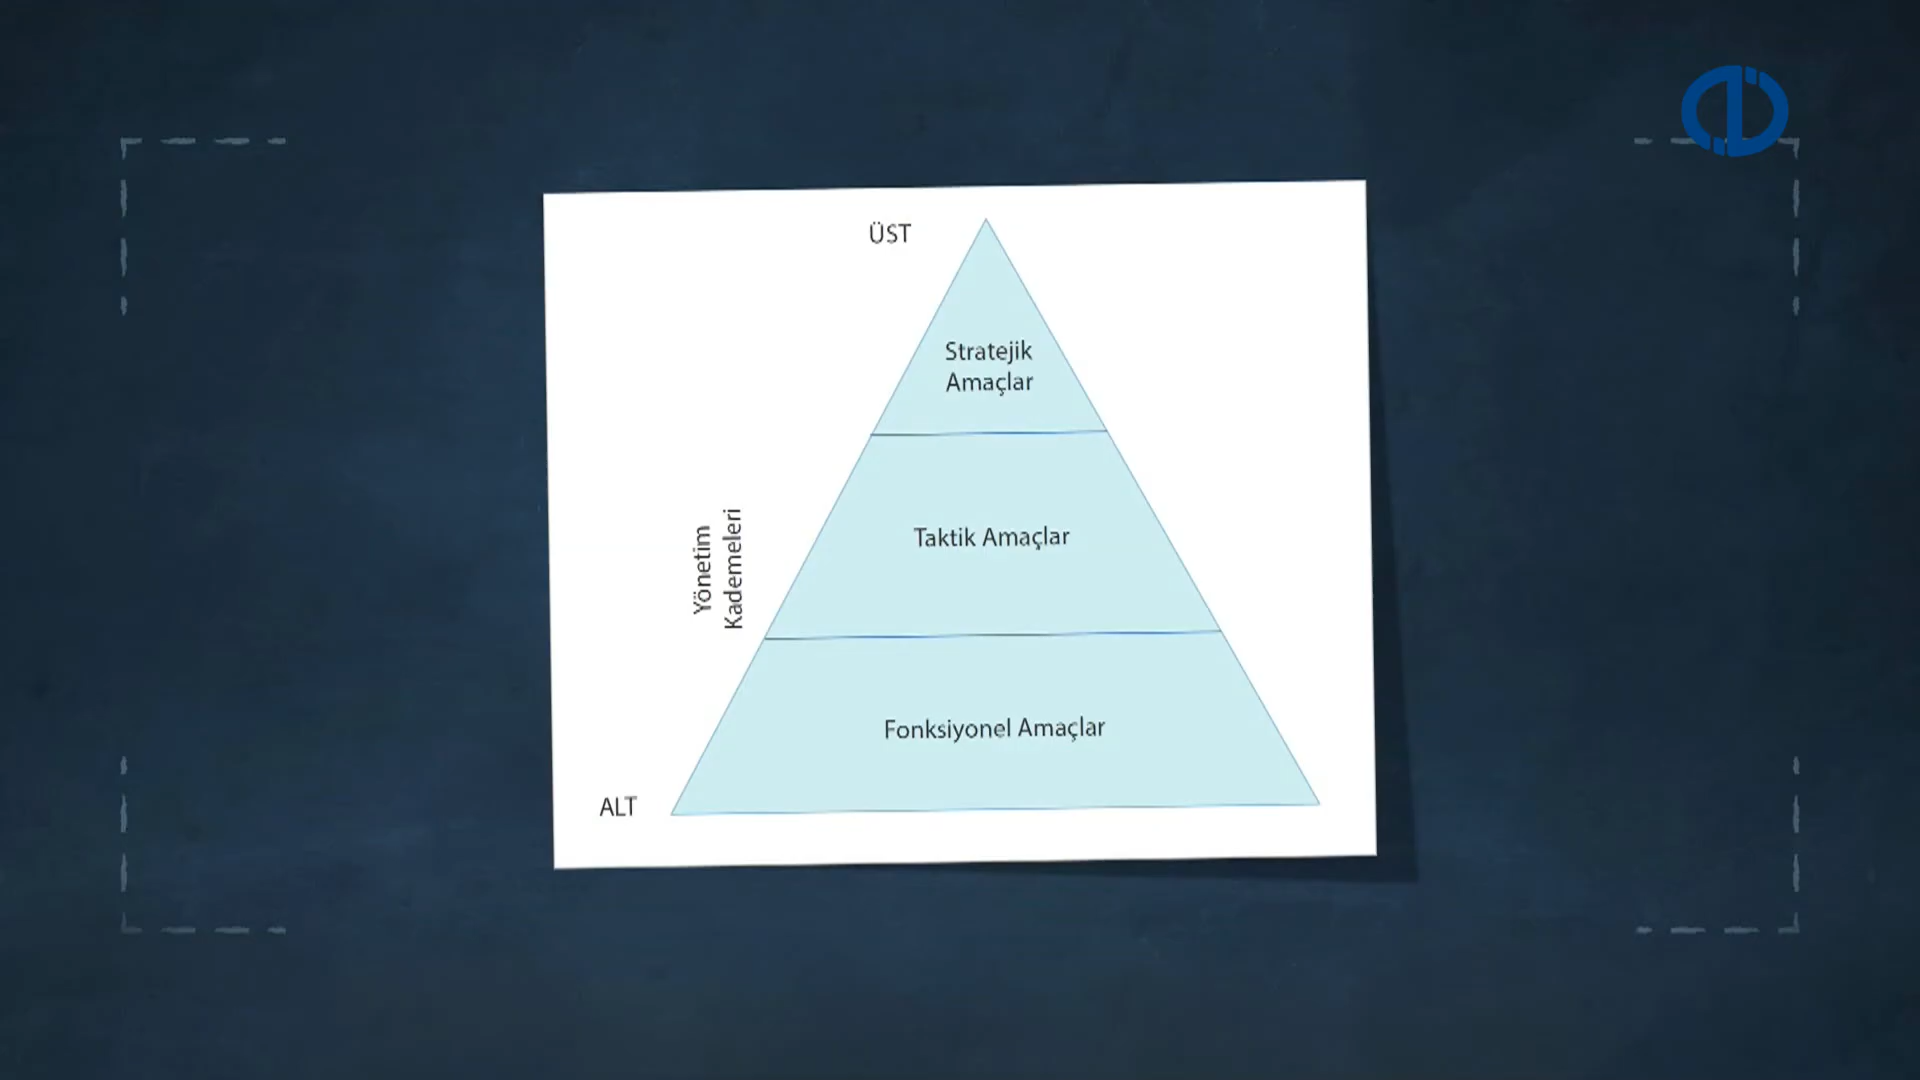 ÜST
Stratejik
Amaçlar
Taktik Amaçlar
Yönetim
Kademeleri
Fonksiyonel Amaçlar
ALT